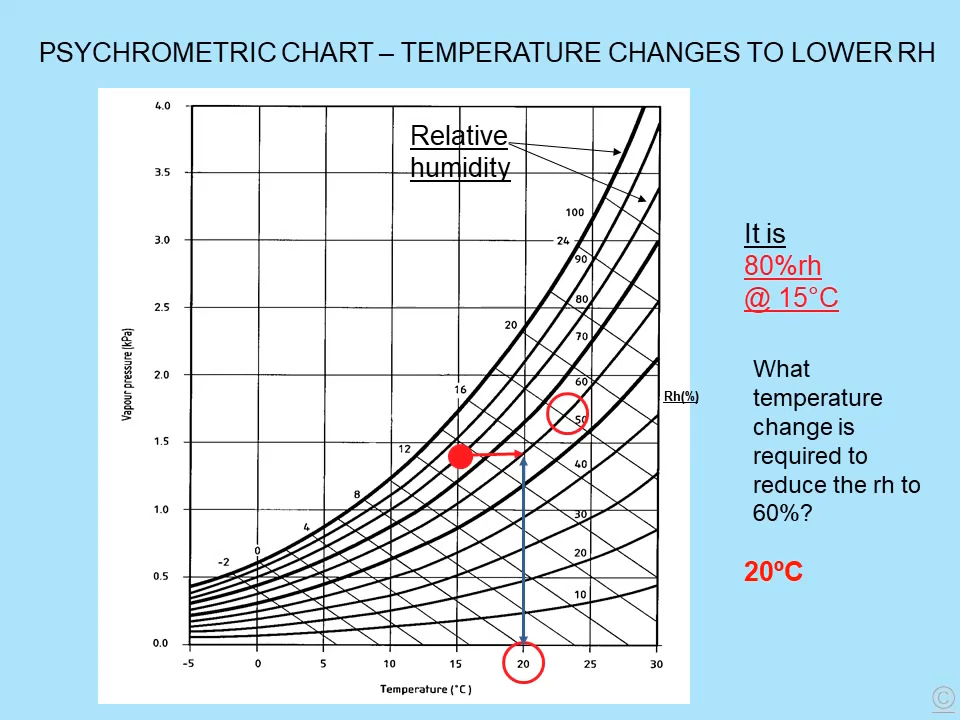 PSYCHROMETRIC CHART – TEMPERATURE CHANGES TO LOWER RH
4.0
3.5
3.0
2.5
2.0
1.5
1.0
0.5
0.0
Vapour pressure (kPa)
Relative
humidity
100
24
90
80
20
70
60
16
50
12
40
8
30
4
20
0
-2
10
Rh(%)
-5 0 5 10 15 20 25 30
Temperature (°C)
It is
80%rh
@ 15°C
What
temperature
change is
required to
reduce the rh to
60%?
20ºC
©